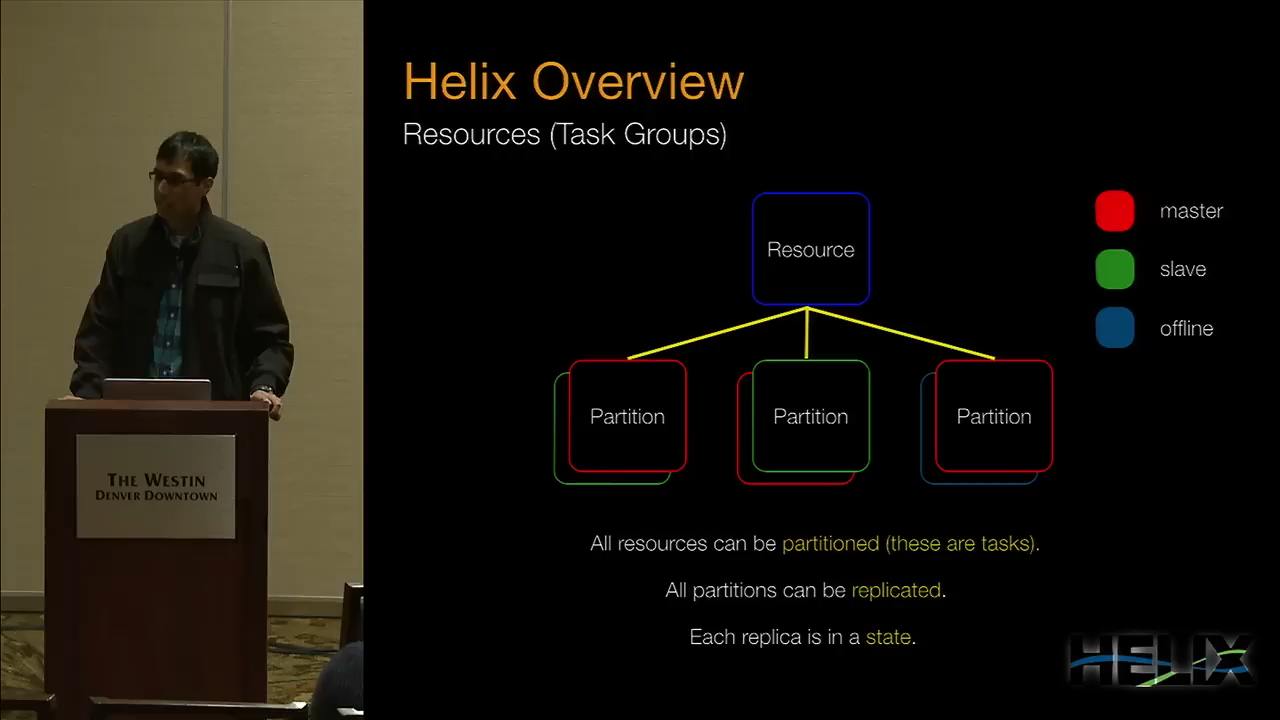 Helix Overview
Resources (Task Groups)
Resource
master
slave
offline
Partition
Partition
Partition
All resources can be partitioned (these are tasks).
All partitions can be replicated.
Each replica is in a state.
HELIX
THE WESTIN
DENVER DOWNTOWN